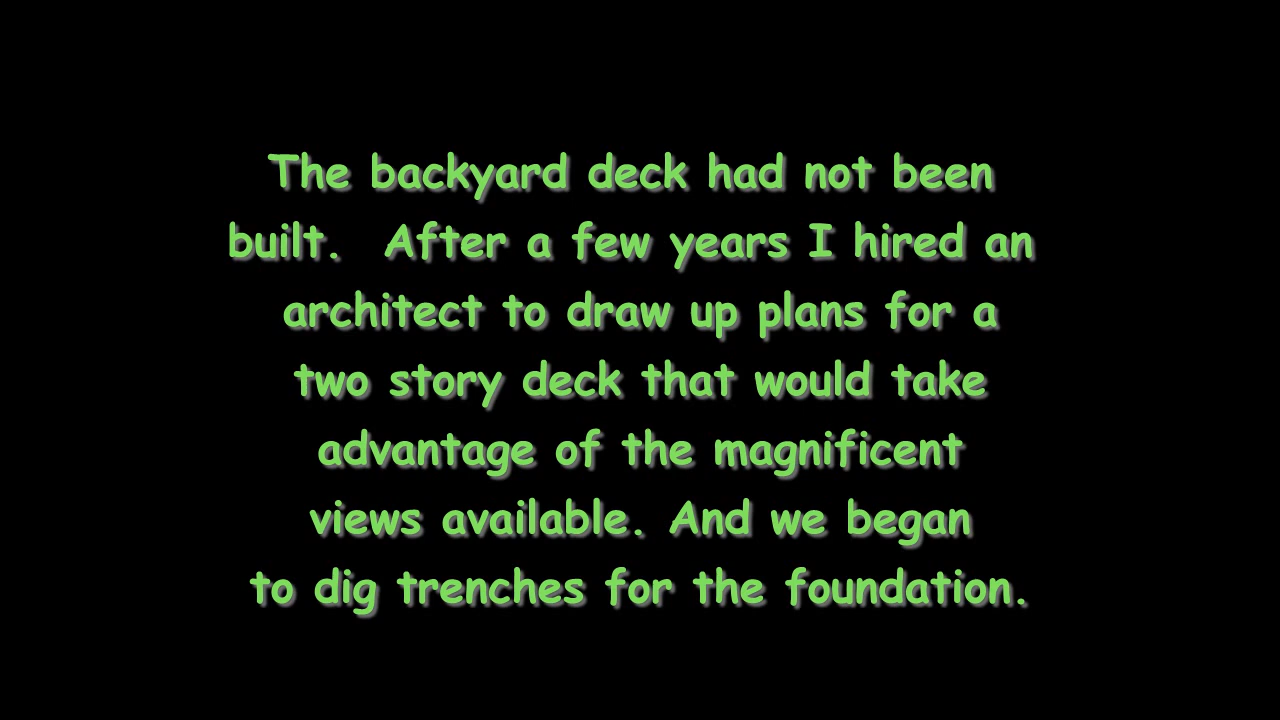 The backyard deck had not been
built.  After a few years I hired an
architect to draw up plans for a
two story deck that would take
advantage of the magnificent
views available. And we began
to dig trenches for the foundation.